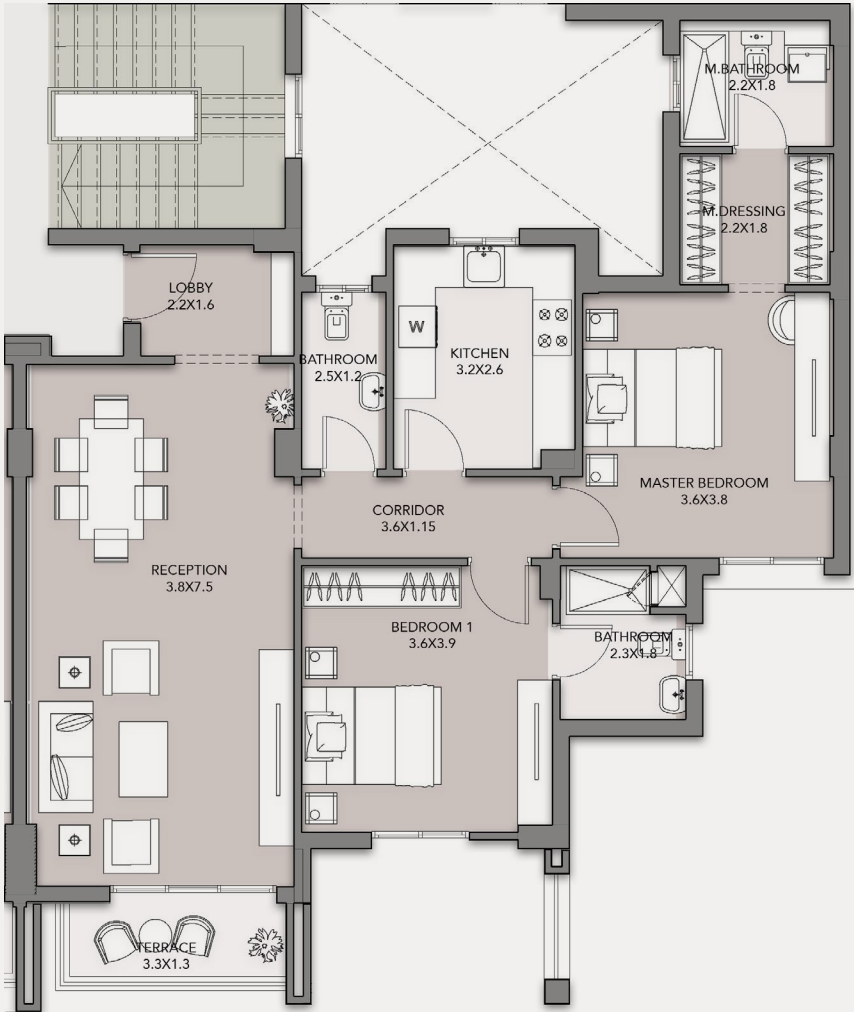 M.BATHROOM
2.2X1.8
M.DRESSING
2.2X1.8
LOBBY
2.2X1.6
BATHROOM
2.5X1.2
W
KITCHEN
3.2X2.6
MASTER BEDROOM
3.6X3.8
CORRIDOR
3.6X1.15
RECEPTION
3.8X7.5
BEDROOM 1
3.6X3.9
BATHROOM
2.3X1.8
TERRACE
3.3X1.3